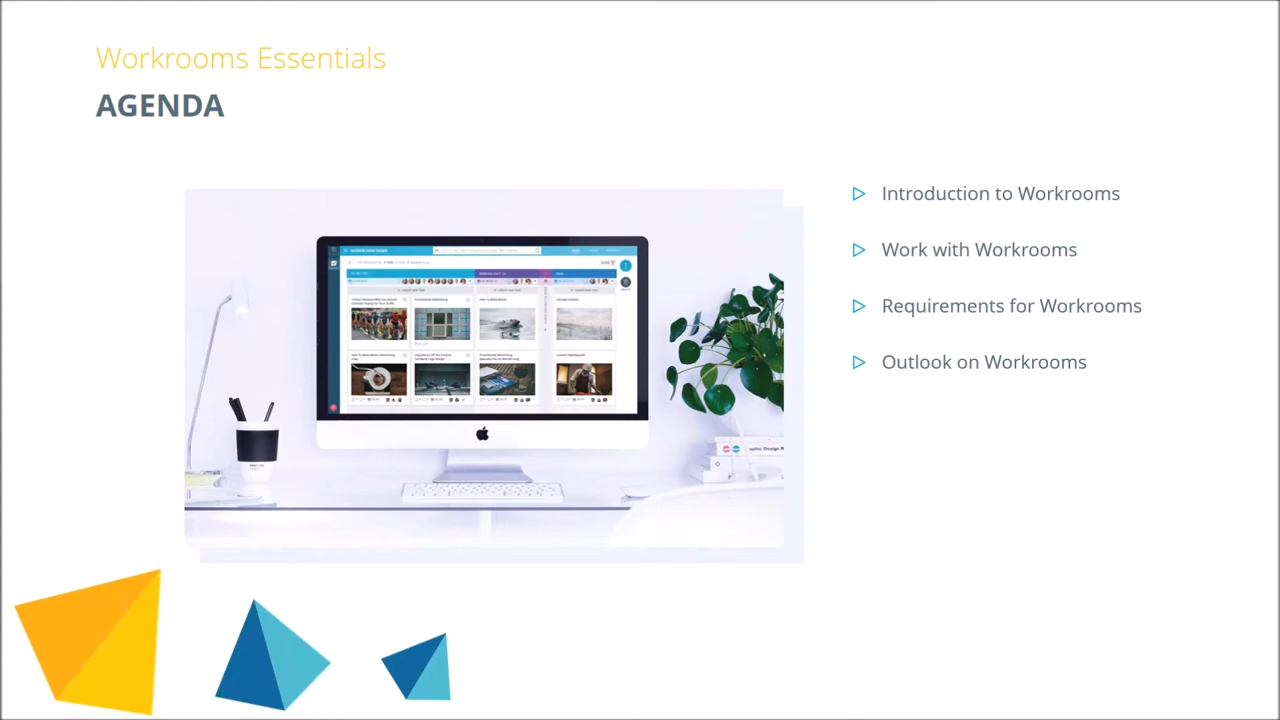 Workrooms Essentials
AGENDA
Introduction to Workrooms
Work with Workrooms
Requirements for Workrooms
Outlook on Workrooms